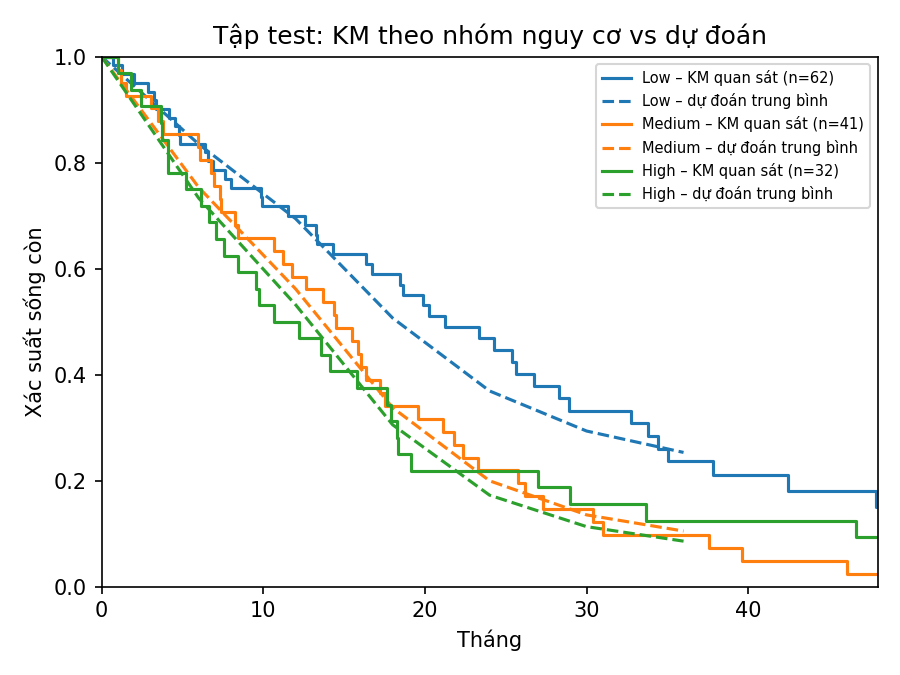 Tập test: KM theo nhóm nguy cơ vs dự đoán
Low – KM quan sát (n=62)
Low – dự đoán trung bình
Medium – KM quan sát (n=41)
Medium – dự đoán trung bình
High – KM quan sát (n=32)
High – dự đoán trung bình
Xác suất sống còn
1.0
0.8
0.6
0.4
0.2
0.0
0 10 20 30 40
Tháng